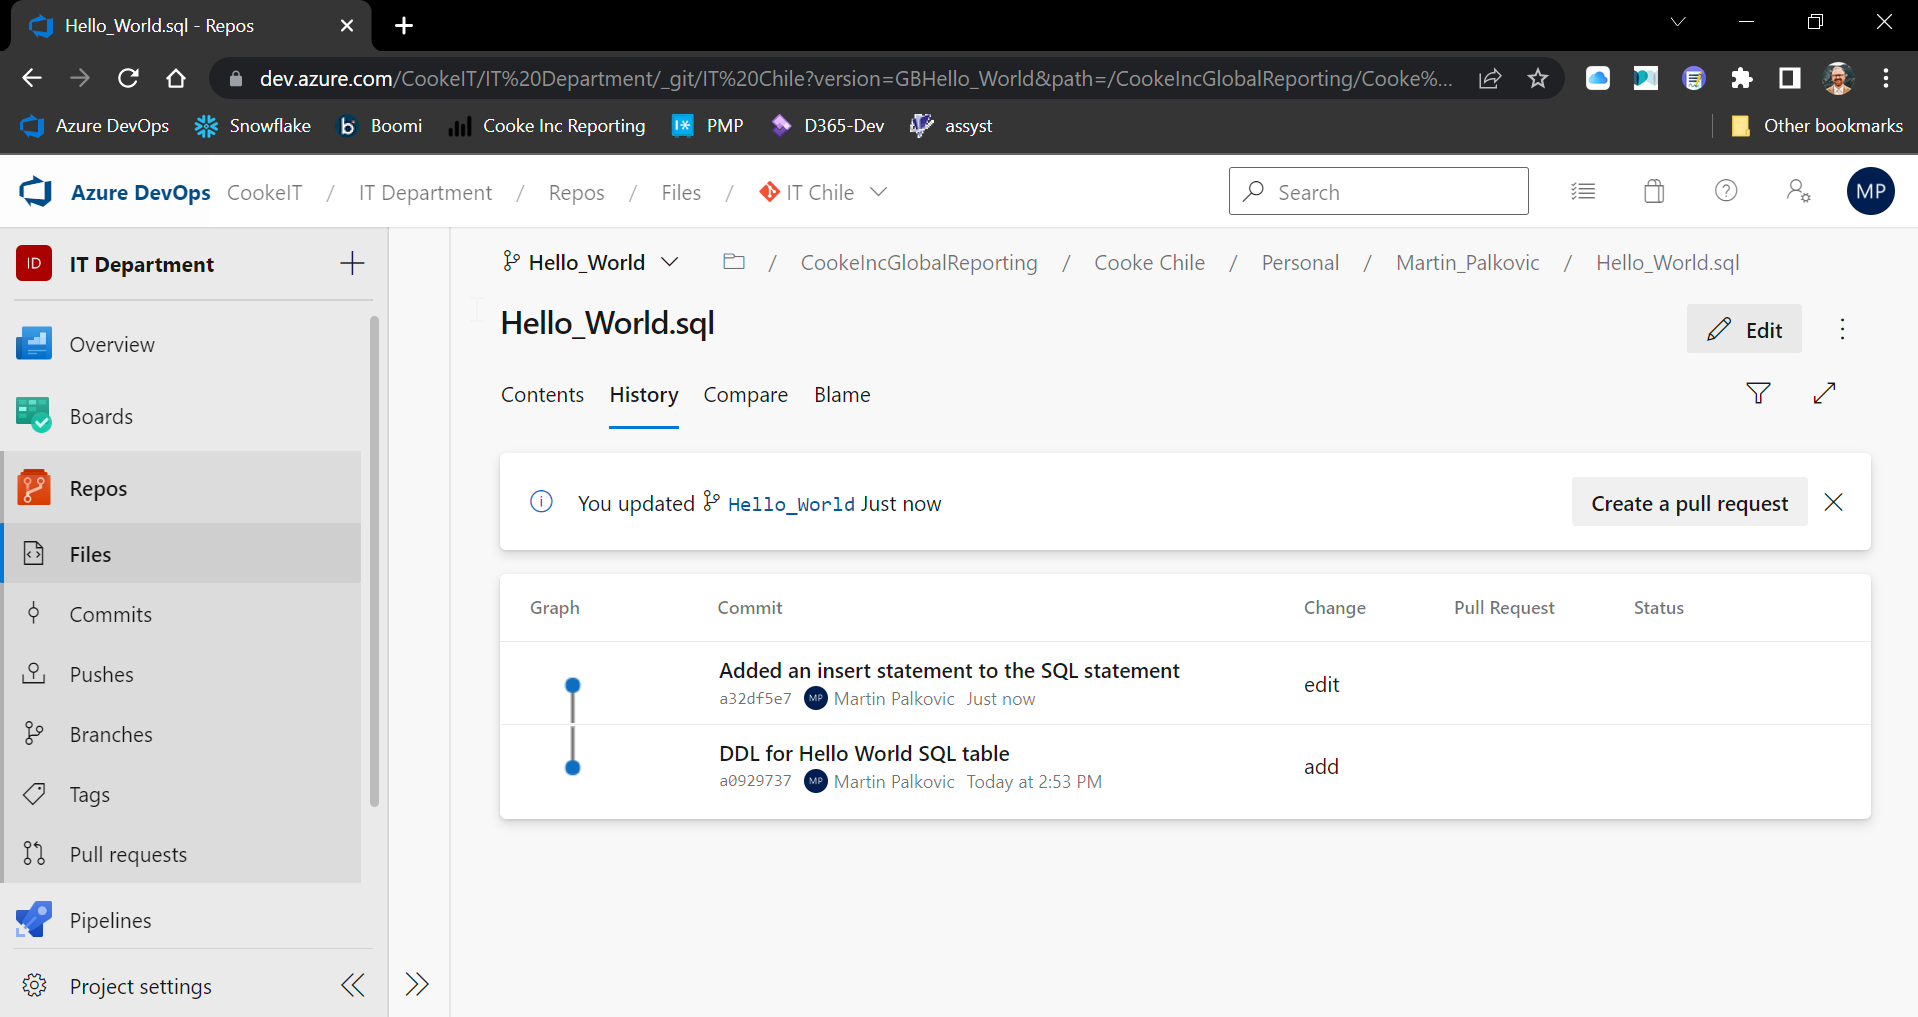 Hello_World.sql - Repos
dev.azure.com/CookeIT/IT%20Department/_git/IT%20Chile?version=GBHello_World&path=/CookeIncGlobalReporting/Cooke%...
Azure DevOps Snowflake Boomi Cooke Inc Reporting PMP D365-Dev assyst Other bookmarks
Azure DevOps CookeIT / IT Department / Repos / Files / IT Chile Search MP
ID IT Department
Hello_World / CookeIncGlobalReporting / Cooke Chile / Personal / Martin_Palkovic / Hello_World.sql
Hello_World.sql
Edit
Overview
Contents History Compare Blame
Boards
Repos
You updated Hello_World Just now Create a pull request
Files
Graph Commit Change Pull Request Status
Commits
Added an insert statement to the SQL statement
a32df5e7 MP Martin Palkovic Just now
edit
Pushes
Branches
DDL for Hello World SQL table
a0929737 MP Martin Palkovic Today at 2:53 PM
add
Tags
Pull requests
Pipelines
Project settings